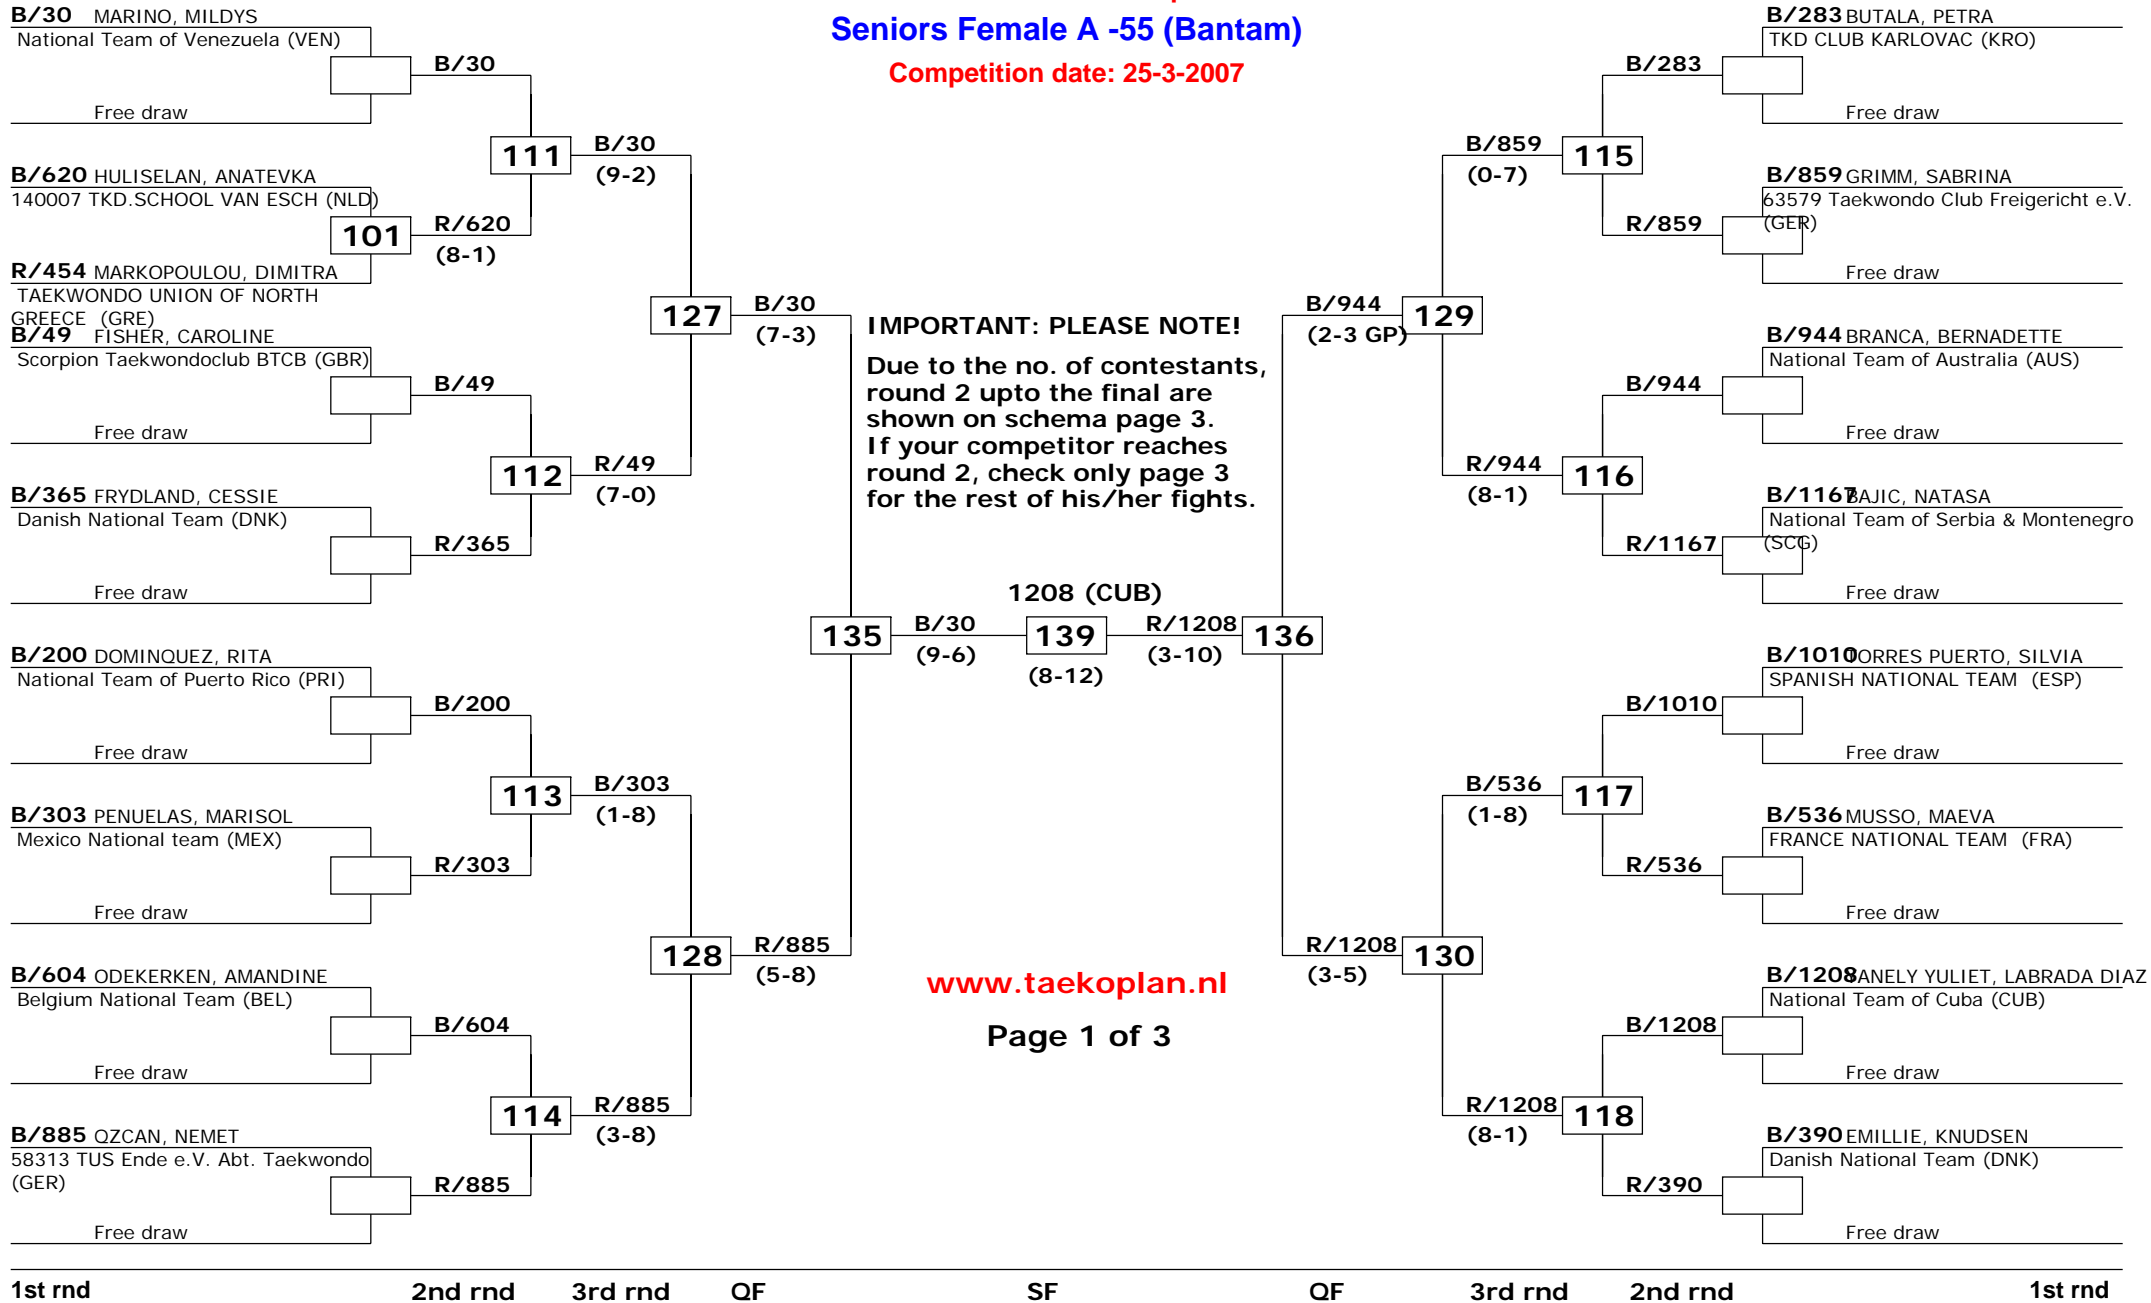 Seniors Female A -55 (Bantam)
Competition date: 25-3-2007
B/30 MARINO, MILDYS
National Team of Venezuela (VEN)
B/30
Free draw
111
B/30
(9-2)
B/620 HULISELAN, ANATEVKA
140007 TKD.SCHOOL VAN ESCH (NLD)
101
R/620
(8-1)
R/454 MARKOPOULOU, DIMITRA
TAEKWONDO UNION OF NORTH
GREECE (GRE)
127
B/30
(7-3)
B/49 FISHER, CAROLINE
Scorpion Taekwondoclub BTCB (GBR)
B/49
Free draw
112
R/49
(7-0)
B/365 FRYDLAND, CESSIE
Danish National Team (DNK)
R/365
Free draw
135
B/30
(9-6)
B/200 DOMINQUEZ, RITA
National Team of Puerto Rico (PRI)
B/200
Free draw
113
B/303
(1-8)
B/303 PENUELAS, MARISOL
Mexico National team (MEX)
R/303
Free draw
128
R/885
(5-8)
B/604 ODEKERKEN, AMANDINE
Belgium National Team (BEL)
B/604
Free draw
114
R/885
(3-8)
B/885 QZCAN, NEMET
58313 TUS Ende e.V. Abt. Taekwondo
(GER)
R/885
Free draw
IMPORTANT: PLEASE NOTE!
Due to the no. of contestants,
round 2 upto the final are
shown on schema page 3.
If your competitor reaches
round 2, check only page 3
for the rest of his/her fights.
1208 (CUB)
139
(8-12)
www.taekoplan.nl
Page 1 of 3
B/283 BUTALA, PETRA
TKD CLUB KARLOVAC (KRO)
B/283
Free draw
B/859
(0-7)
115
B/859 GRIMM, SABRINA
63579 Taekwondo Club Freigericht e.V.
(GER)
R/859
Free draw
B/944
(2-3 GP)
129
B/944 BRANCA, BERNADETTE
National Team of Australia (AUS)
B/944
Free draw
R/944
(8-1)
116
B/1167 BAJIC, NATASA
National Team of Serbia & Montenegro
(SCG)
R/1167
Free draw
R/1208
(3-10)
136
B/1010 TORRES PUERTO, SILVIA
SPANISH NATIONAL TEAM (ESP)
B/1010
Free draw
B/536
(1-8)
117
B/536 MUSSO, MAEVA
FRANCE NATIONAL TEAM (FRA)
R/536
Free draw
R/1208
(3-5)
130
B/1208 YANELY YULIET, LABRADA DIAZ
National Team of Cuba (CUB)
B/1208
Free draw
R/1208
(8-1)
118
B/390 EMILLIE, KNUDSEN
Danish National Team (DNK)
R/390
Free draw
1st rnd 2nd rnd 3rd rnd QF SF QF 3rd rnd 2nd rnd 1st rnd